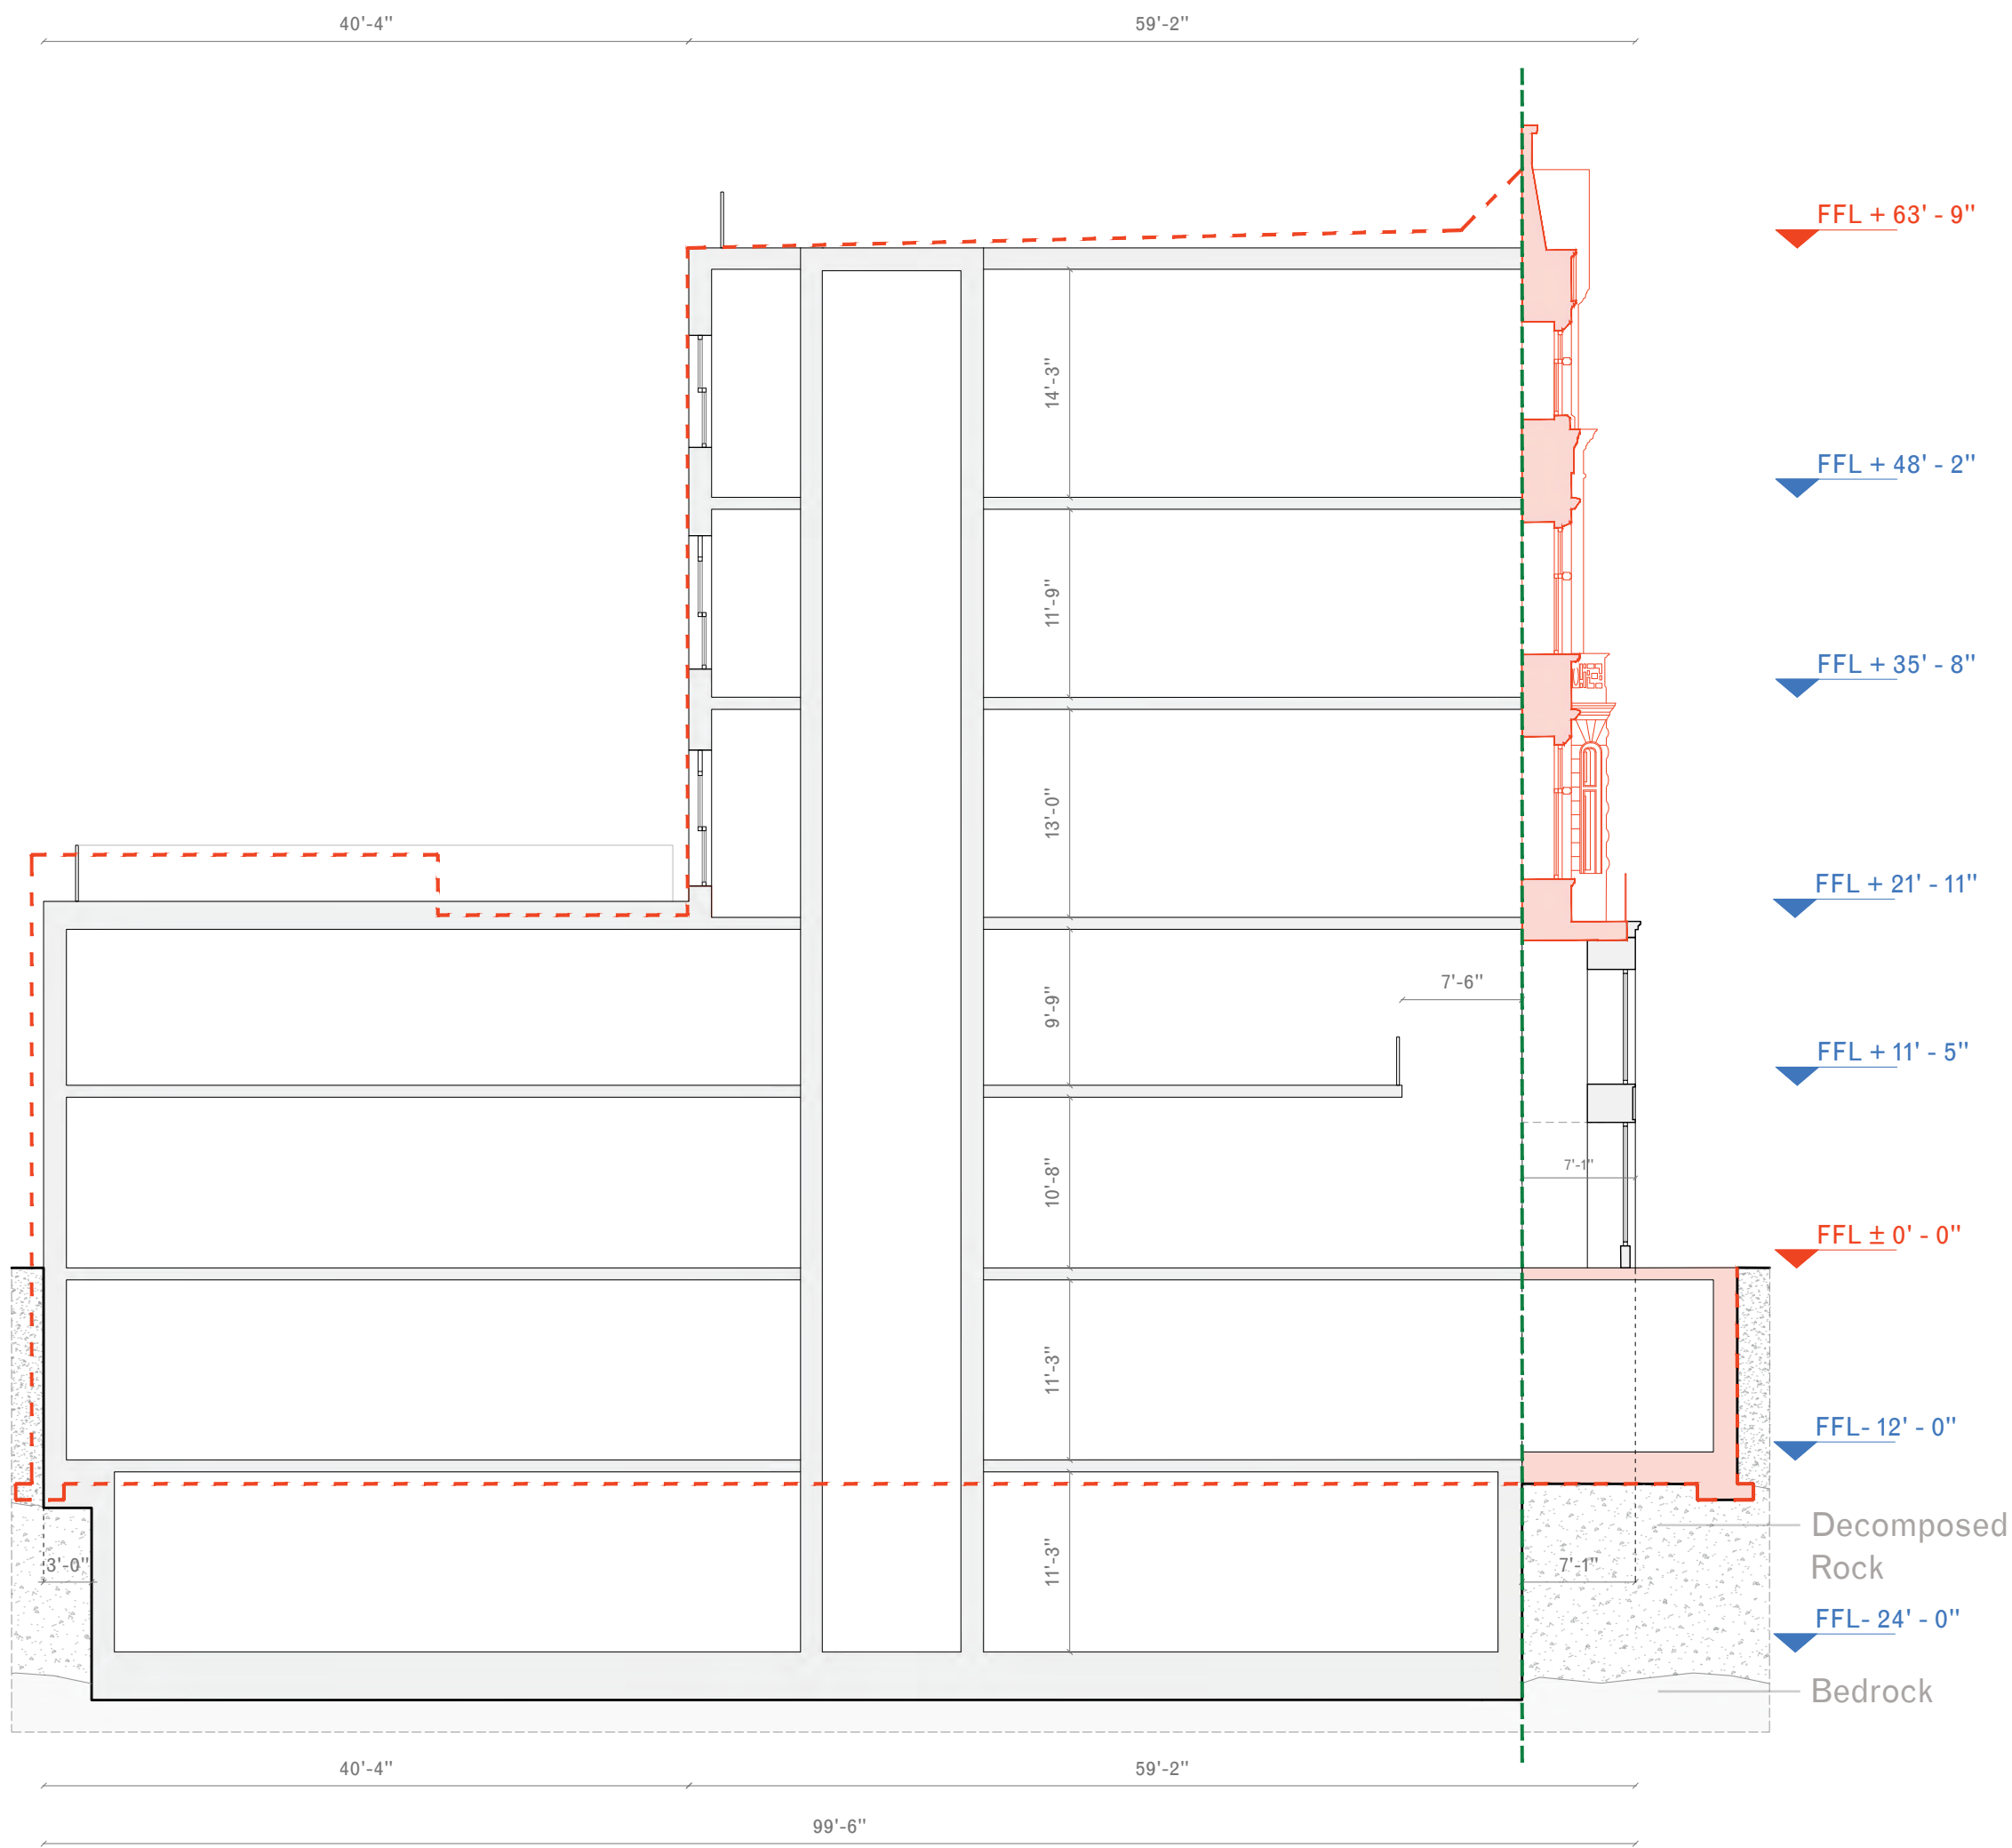 40'-4"
59'-2"
FFL + 63' - 9"
14'-3"
FFL + 48' - 2"
11'-9"
FFL + 35' - 8"
13'-0"
FFL + 21' - 11"
9'-9"
7'-6"
FFL + 11' - 5"
10'-8"
7'-1"
FFL ± 0' - 0"
11'-3"
FFL- 12' - 0"
Decomposed
Rock
3'-0"
11'-3"
7'-1"
FFL- 24' - 0"
Bedrock
40'-4"
59'-2"
99'-6"